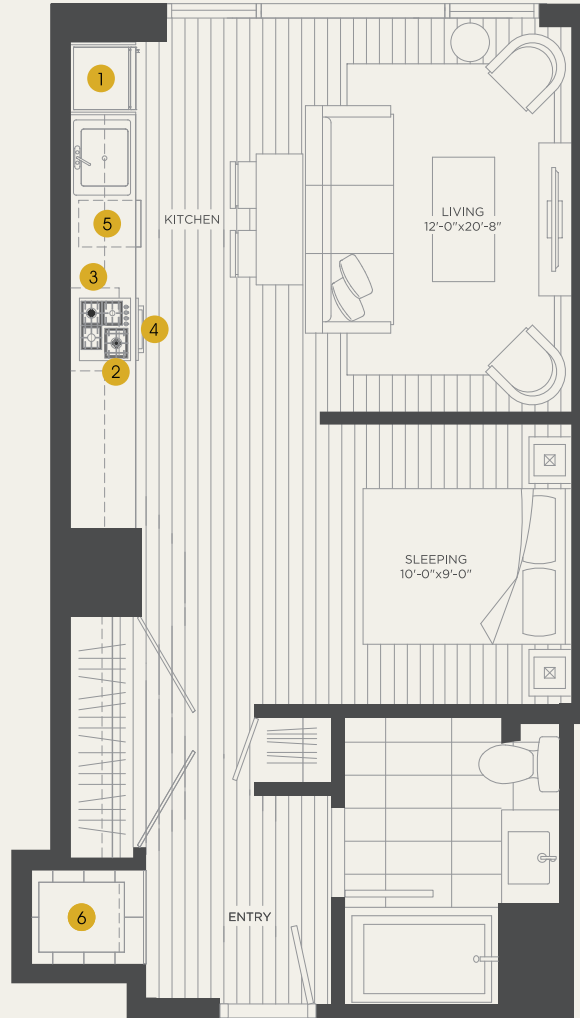 1
KITCHEN
5
LIVING
12'-0"x20'-8"
3
4
2
SLEEPING
10'-0"x9'-0"
6
ENTRY